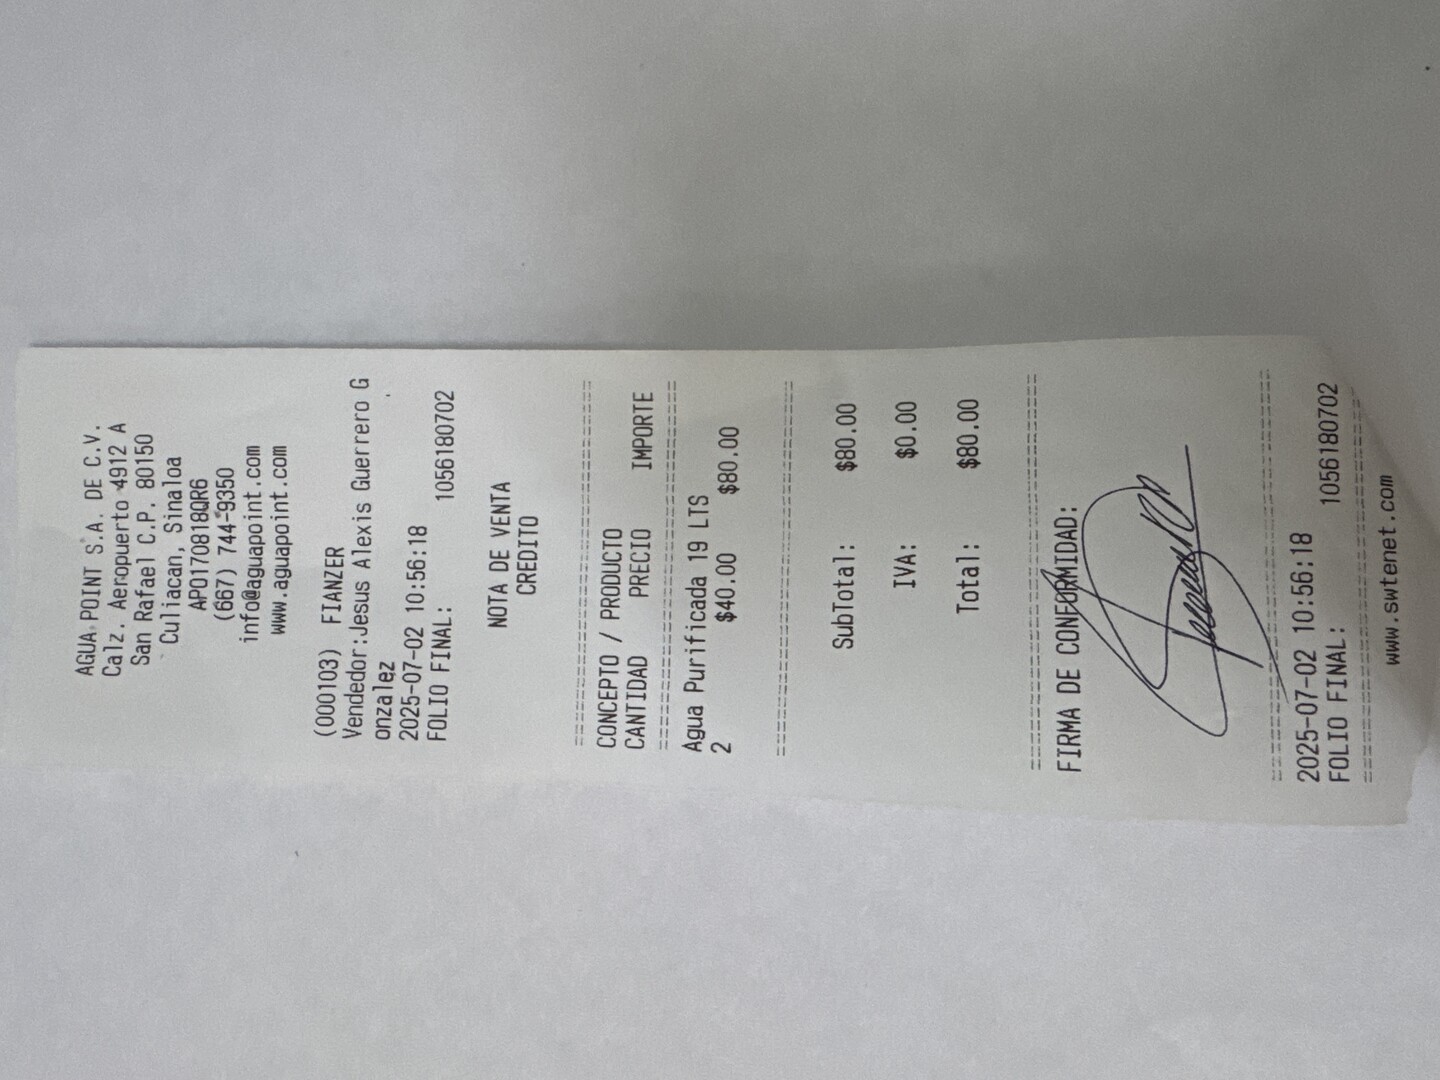 AGUA POINT S.A. DE C.V.
Calz. Aeropuerto 4912 A
San Rafael C.P. 80150
Culiacan, Sinaloa
APO170818QR6
(667) 744-9350
info@aguapoint.com
www.aguapoint.com
(000103) FIANZER
Vendedor:Jesus Alexis Guerrero G
onzalez
2025-07-02 10:56:18
FOLIO FINAL: 1056180702
NOTA DE VENTA
CREDITO
CONCEPTO / PRODUCTO
CANTIDAD PRECIO IMPORTE
Agua Purificada 19 LTS
2 $40.00 $80.00
SubTotal: $80.00
IVA: $0.00
Total: $80.00
FIRMA DE CONFORMIDAD:
2025-07-02 10:56:18
FOLIO FINAL: 1056180702
www.swtenet.com